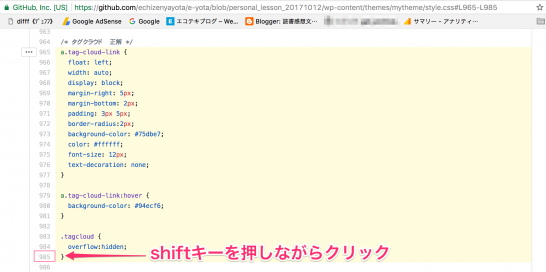 GitHub, Inc. [US] | https://github.com/echizenyayota/e-yota/blob/personal_lesson_20171012/wp-content/themes/mytheme/style.css#L965-L985
Google AdSense Google エコテキブログ – We… Blogger: 読書感想文… サマリー - アナリティ…
963
964 /* タグクラウド 正解 */
965 a.tag-cloud-link {
966 float: left;
967 width: auto;
968 display: block;
969 margin-right: 5px;
970 margin-bottom: 2px;
971 padding: 3px 5px;
972 border-radius:2px;
973 background-color: #75dbe7;
974 color: #ffffff;
975 font-size: 12px;
976 text-decoration: none;
977 }
978
979 a.tag-cloud-link:hover {
980 background-color: #94ecf6;
981 }
982
983 .tagcloud {
984 overflow:hidden;
985 }
shiftキーを押しながらクリック